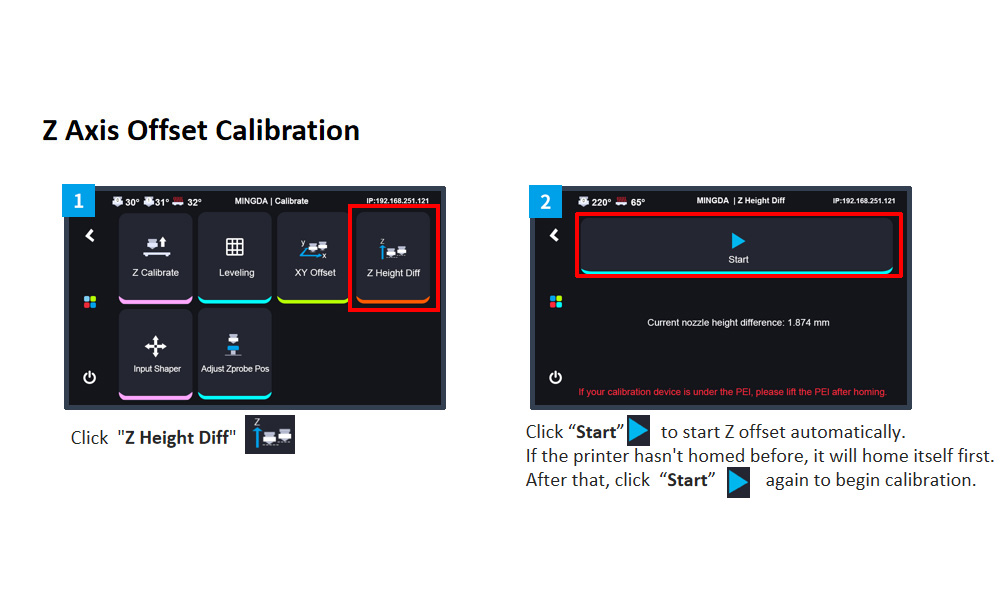 Z Axis Offset Calibration
1
30° 31° 32° MINGDA | Calibrate IP:192.168.251.121
Z Calibrate Leveling XY Offset Z Height Diff
Input Shaper Adjust Zprobe Pos
Click "Z Height Diff"
2
220° 65° MINGDA | Z Height Diff IP:192.168.251.121
Start
Current nozzle height difference: 1.874 mm
If your calibration device is under the PEI, please lift the PEI after homing.
Click “Start” to start Z offset automatically.
If the printer hasn't homed before, it will home itself first.
After that, click “Start” again to begin calibration.